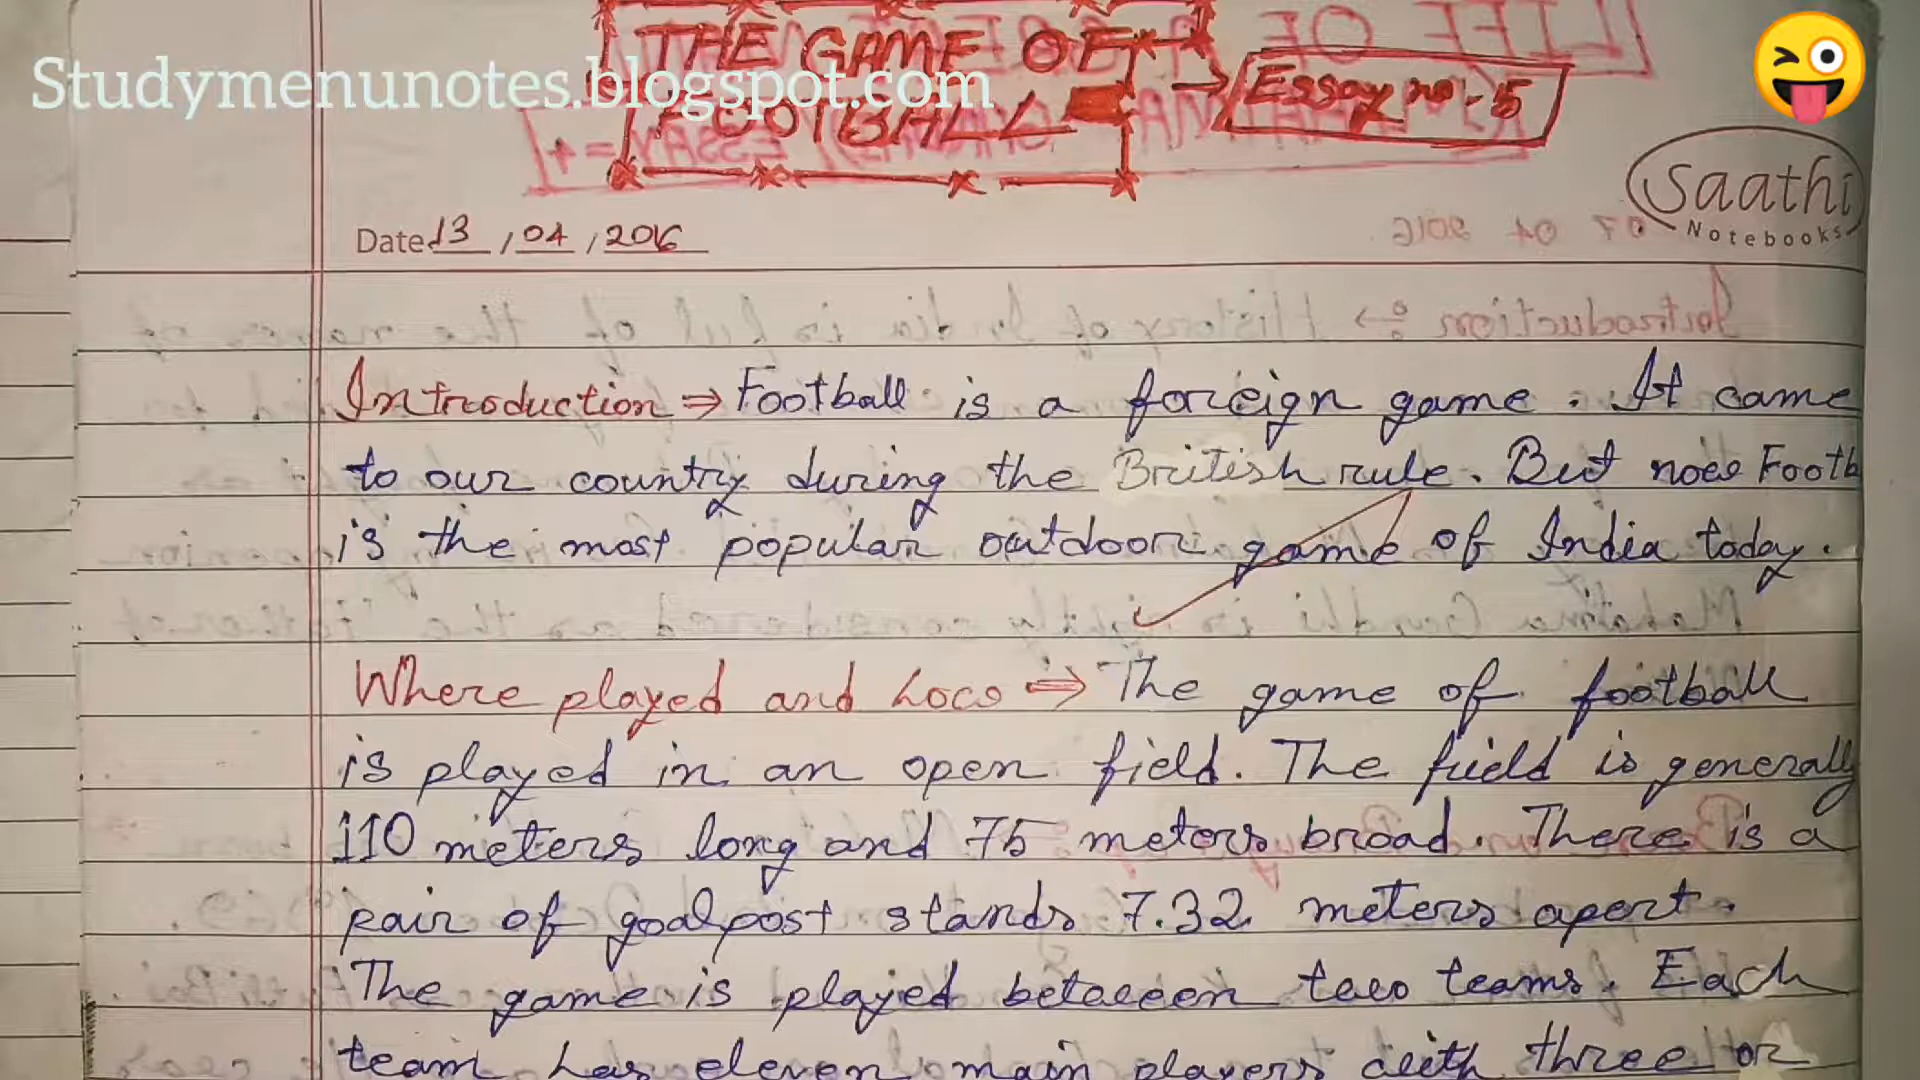 THE GAME OF
FOOTBALL
→ Essay no - 5
Studymenunotes.blogspot.com
Saathi
Notebooks
Date 13 / 04 / 2016
Introduction ⇒ Football is a foreign game. It came
to our country during the British rule. But now Footb
is the most popular outdoor game of India today.
Where played and how ⇒ The game of football
is played in an open field. The field is generally
110 meters long and 75 meters broad. There is a
pair of goalpost stands 7.32 meters apert.
The game is played between two teams. Each
team has eleven main players with three or